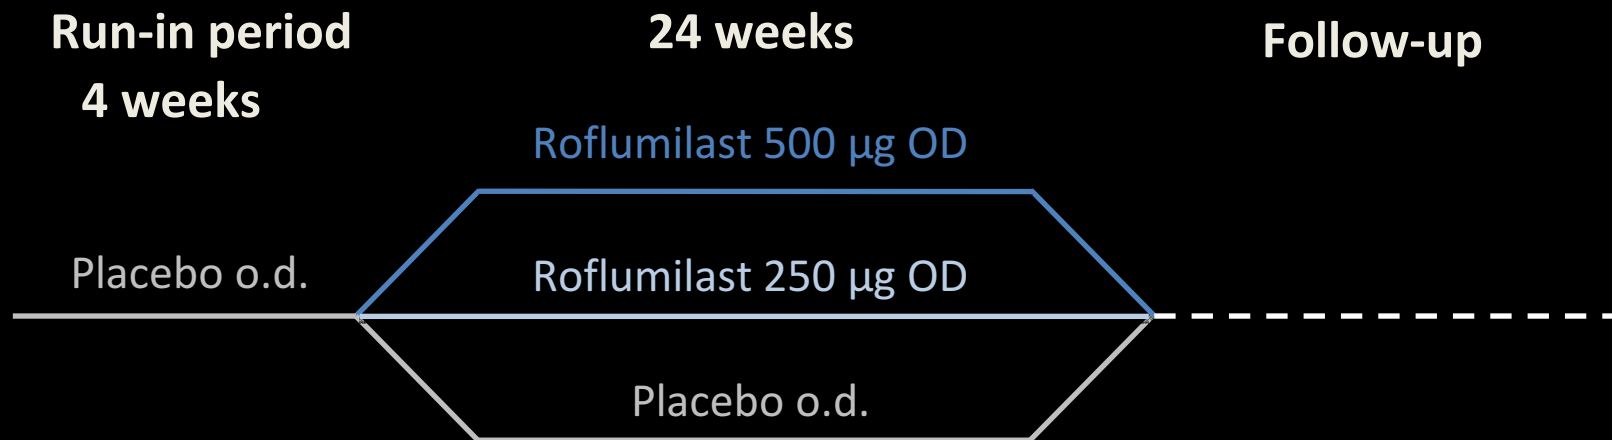 Run-in period
4 weeks
24 weeks
Follow-up
Roflumilast 500 µg OD
Placebo o.d.
Roflumilast 250 µg OD
Placebo o.d.